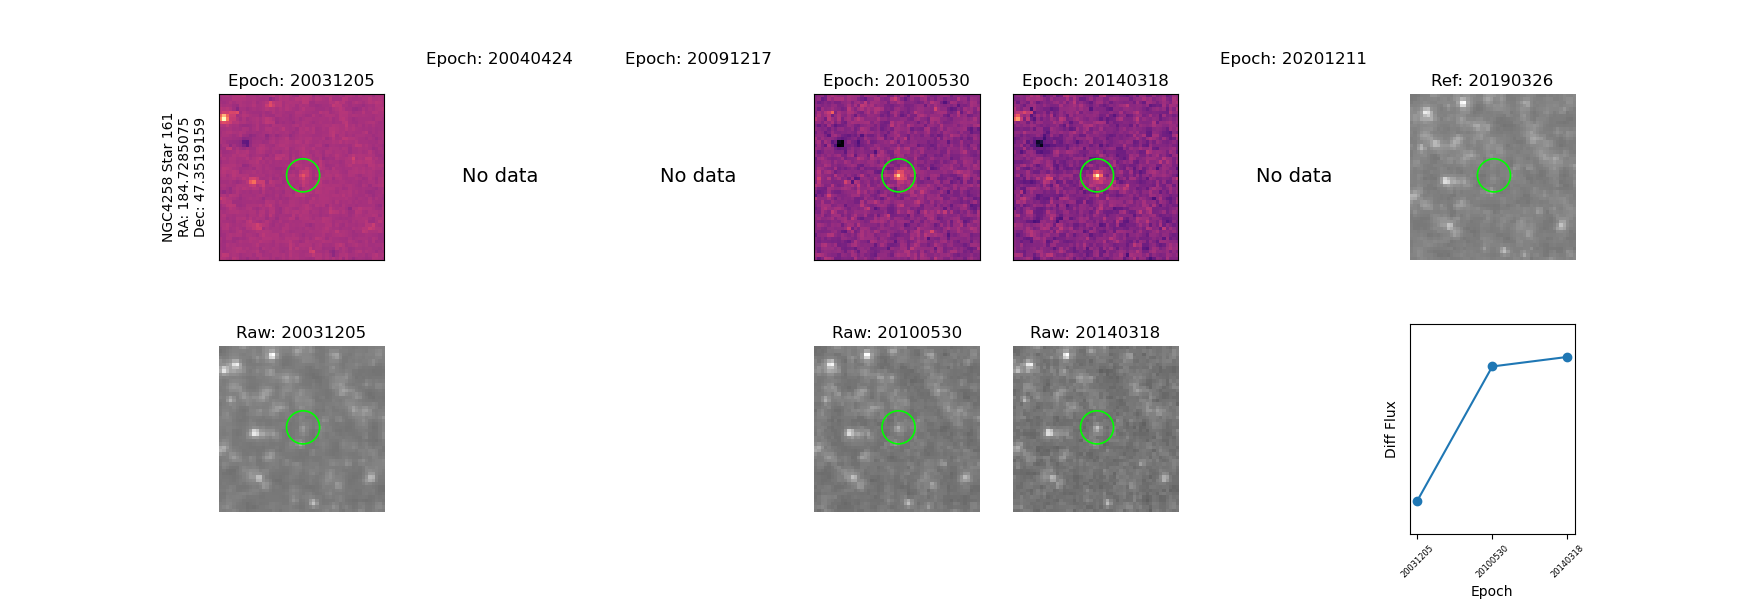 Epoch: 20031205
Epoch: 20040424
Epoch: 20091217
Epoch: 20100530
Epoch: 20140318
Epoch: 20201211
Ref: 20190326
NGC4258 Star 161
RA: 184.7285075
Dec: 47.3519159
No data
No data
No data
Raw: 20031205
Raw: 20100530
Raw: 20140318
Diff Flux
20031205
20100530
20140318
Epoch